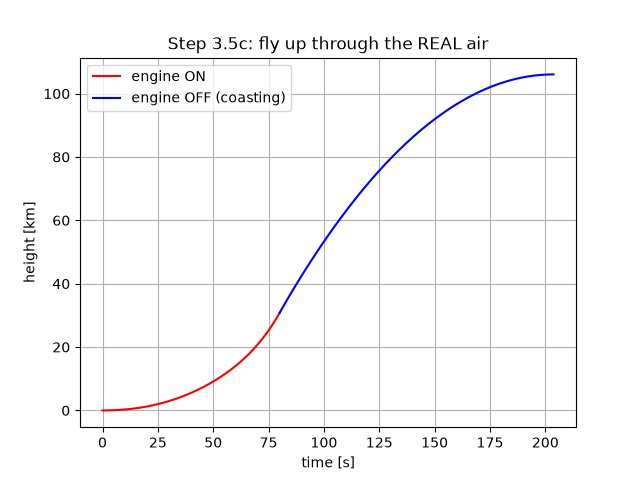 Step 3.5c: fly up through the REAL air
engine ON
engine OFF (coasting)
height [km]
100
80
60
40
20
0
0 25 50 75 100 125 150 175 200
time [s]